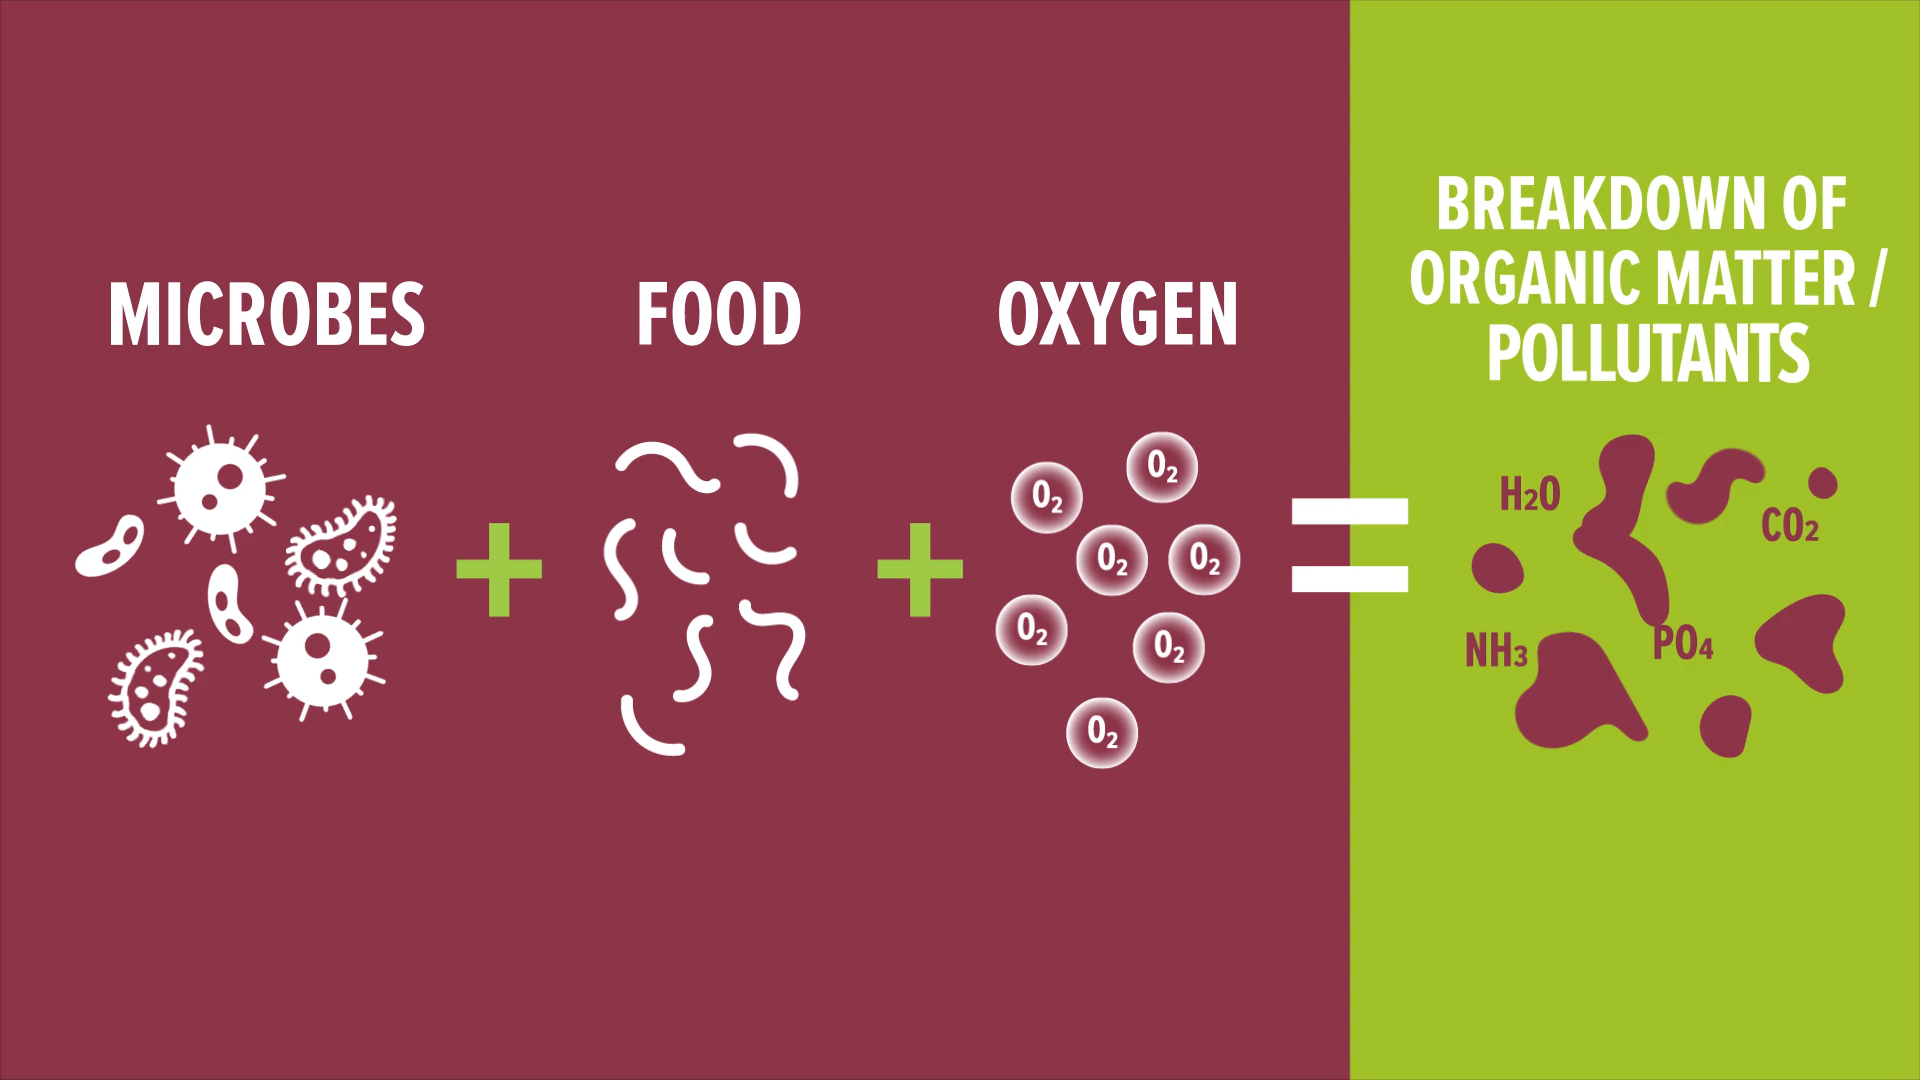 MICROBES
FOOD
OXYGEN
BREAKDOWN OF
ORGANIC MATTER /
POLLUTANTS
O₂
O₂
O₂
O₂
O₂
O₂
O₂
H₂O
CO₂
NH₃
PO₄